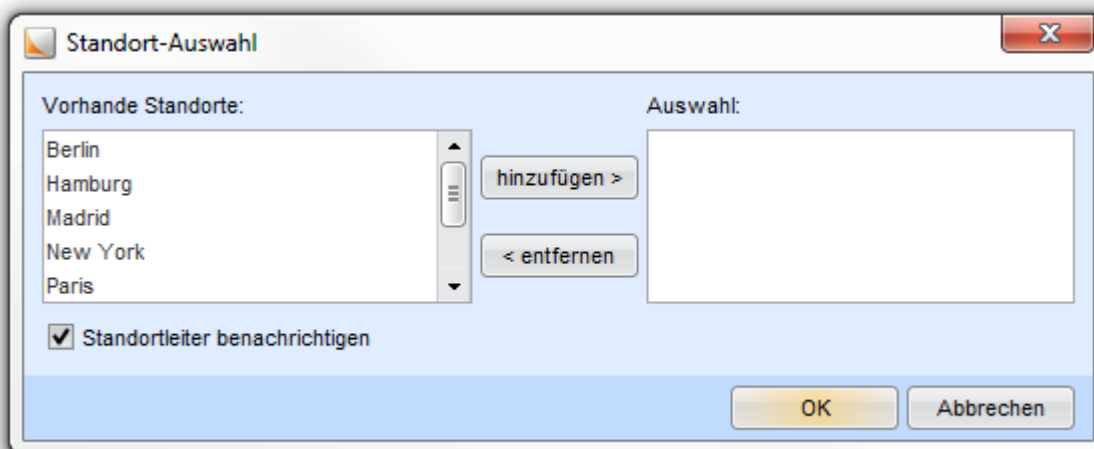 Standort-Auswahl
Vorhande Standorte:
Auswahl:
Berlin
Hamburg
Madrid
New York
Paris
hinzufügen >
< entfernen
Standortleiter benachrichtigen
OK
Abbrechen